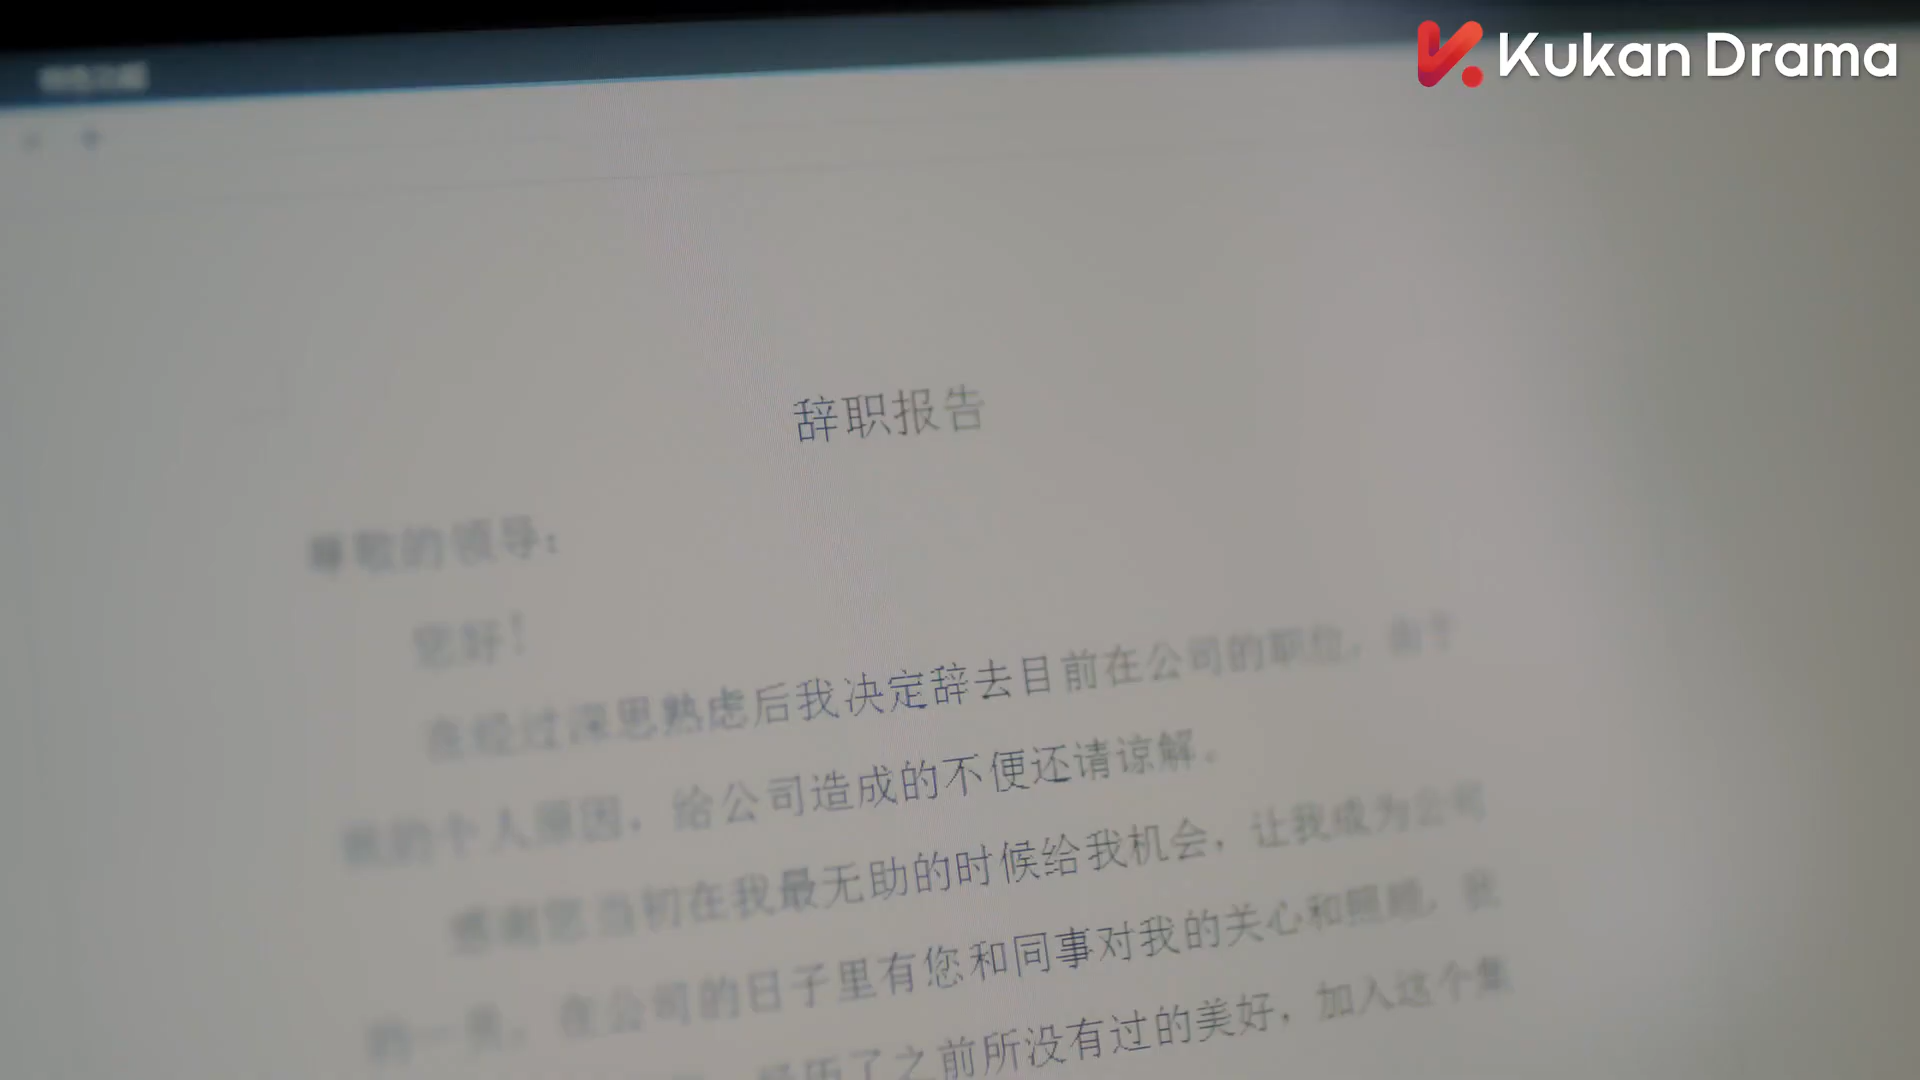 Kukan Drama
辞职报告
尊敬的领导：
您好！
在经过深思熟虑后我决定辞去目前在公司的职位，由于
我的个人原因，给公司造成的不便还请谅解。
感谢您当初在我最无助的时候给我机会，让我成为公司
的一员，在公司的日子里有您和同事对我的关心和照顾，我
经历了之前所没有过的美好，加入这个集